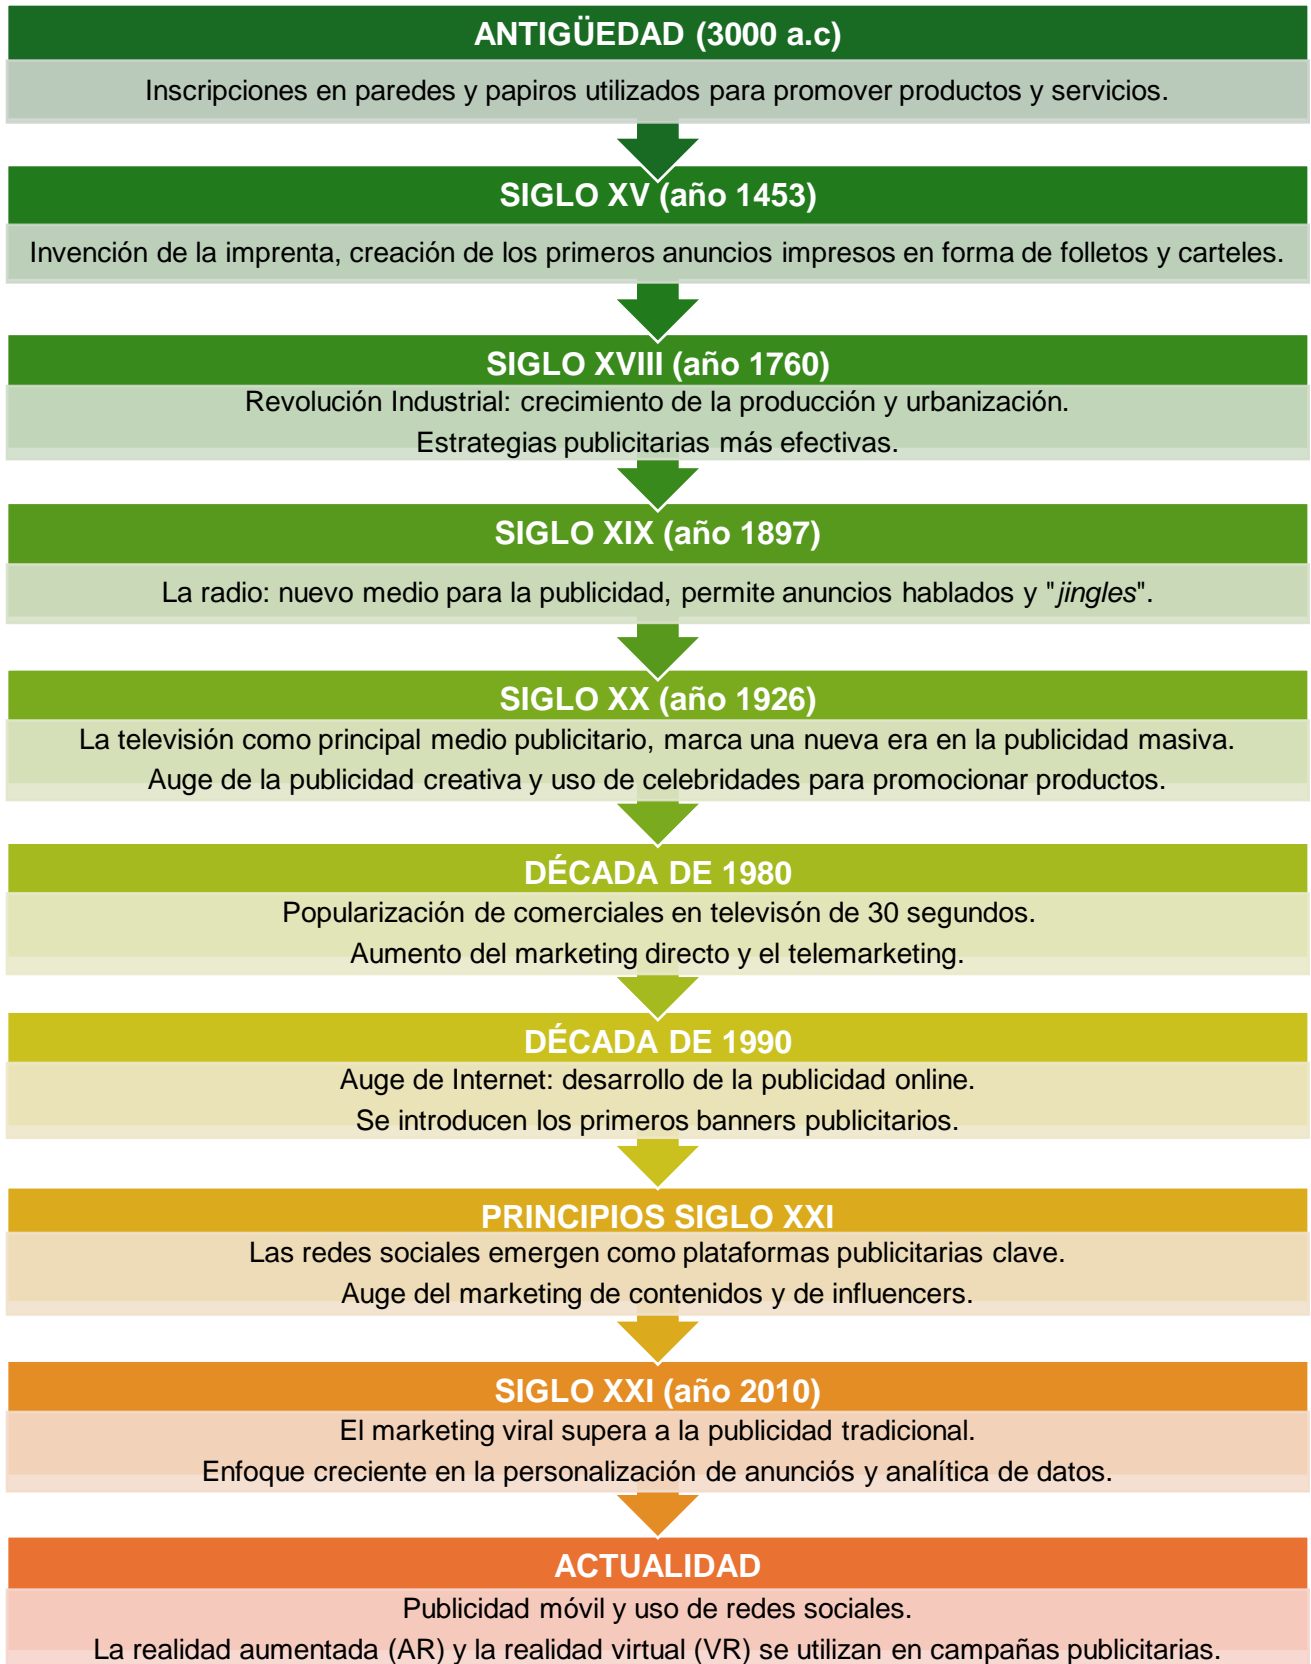 ANTIGÜEDAD (3000 a.c)
Inscripciones en paredes y papiros utilizados para promover productos y servicios.
SIGLO XV (año 1453)
Invención de la imprenta, creación de los primeros anuncios impresos en forma de folletos y carteles.
SIGLO XVIII (año 1760)
Revolución Industrial: crecimiento de la producción y urbanización.
Estrategias publicitarias más efectivas.
SIGLO XIX (año 1897)
La radio: nuevo medio para la publicidad, permite anuncios hablados y "jingles".
SIGLO XX (año 1926)
La televisión como principal medio publicitario, marca una nueva era en la publicidad masiva.
Auge de la publicidad creativa y uso de celebridades para promocionar productos.
DÉCADA DE 1980
Popularización de comerciales en televisón de 30 segundos.
Aumento del marketing directo y el telemarketing.
DÉCADA DE 1990
Auge de Internet: desarrollo de la publicidad online.
Se introducen los primeros banners publicitarios.
PRINCIPIOS SIGLO XXI
Las redes sociales emergen como plataformas publicitarias clave.
Auge del marketing de contenidos y de influencers.
SIGLO XXI (año 2010)
El marketing viral supera a la publicidad tradicional.
Enfoque creciente en la personalización de anunciós y analítica de datos.
ACTUALIDAD
Publicidad móvil y uso de redes sociales.
La realidad aumentada (AR) y la realidad virtual (VR) se utilizan en campañas publicitarias.